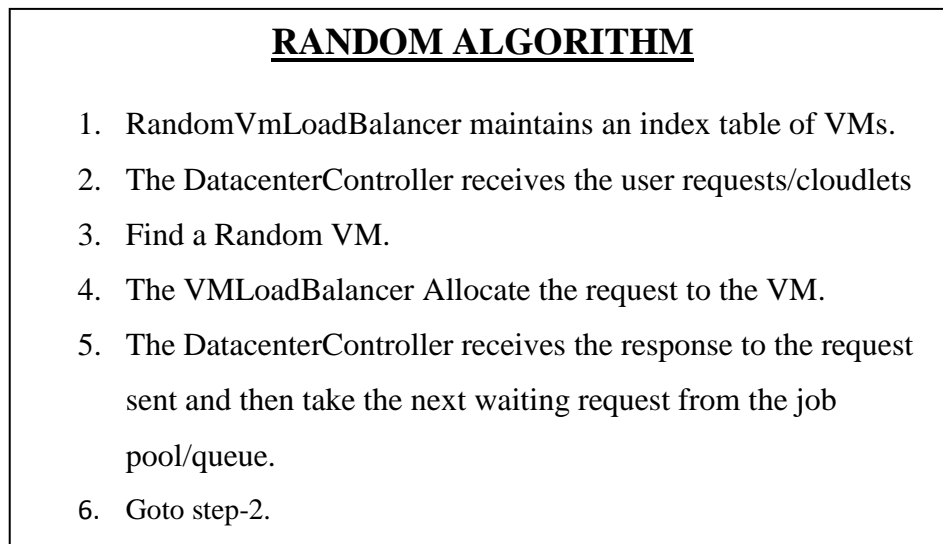 RANDOM ALGORITHM
1. RandomVmLoadBalancer maintains an index table of VMs.
2. The DatacenterController receives the user requests/cloudlets
3. Find a Random VM.
4. The VMLoadBalancer Allocate the request to the VM.
5. The DatacenterController receives the response to the request
sent and then take the next waiting request from the job
pool/queue.
6. Goto step-2.